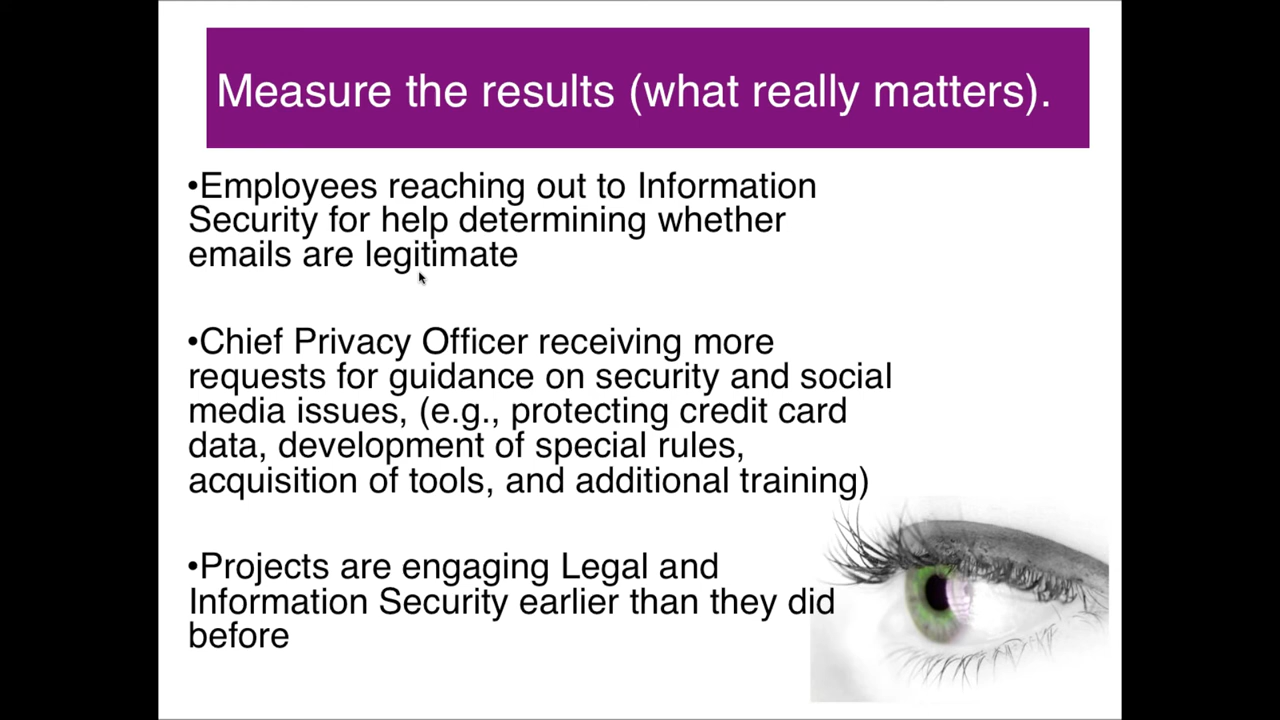 Measure the results (what really matters).
•Employees reaching out to Information
Security for help determining whether
emails are legitimate
•Chief Privacy Officer receiving more
requests for guidance on security and social
media issues, (e.g., protecting credit card
data, development of special rules,
acquisition of tools, and additional training)
•Projects are engaging Legal and
Information Security earlier than they did
before